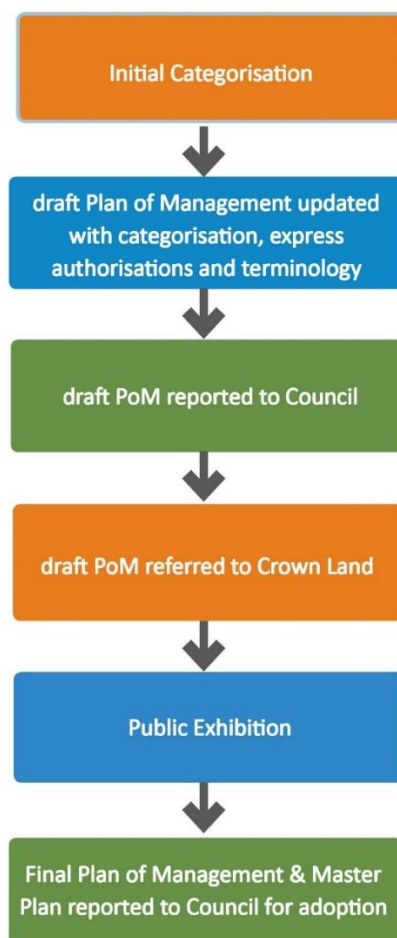 Initial Categorisation
draft Plan of Management updated
with categorisation, express
authorisations and terminology
draft PoM reported to Council
draft PoM referred to Crown Land
Public Exhibition
Final Plan of Management & Master
Plan reported to Council for adoption